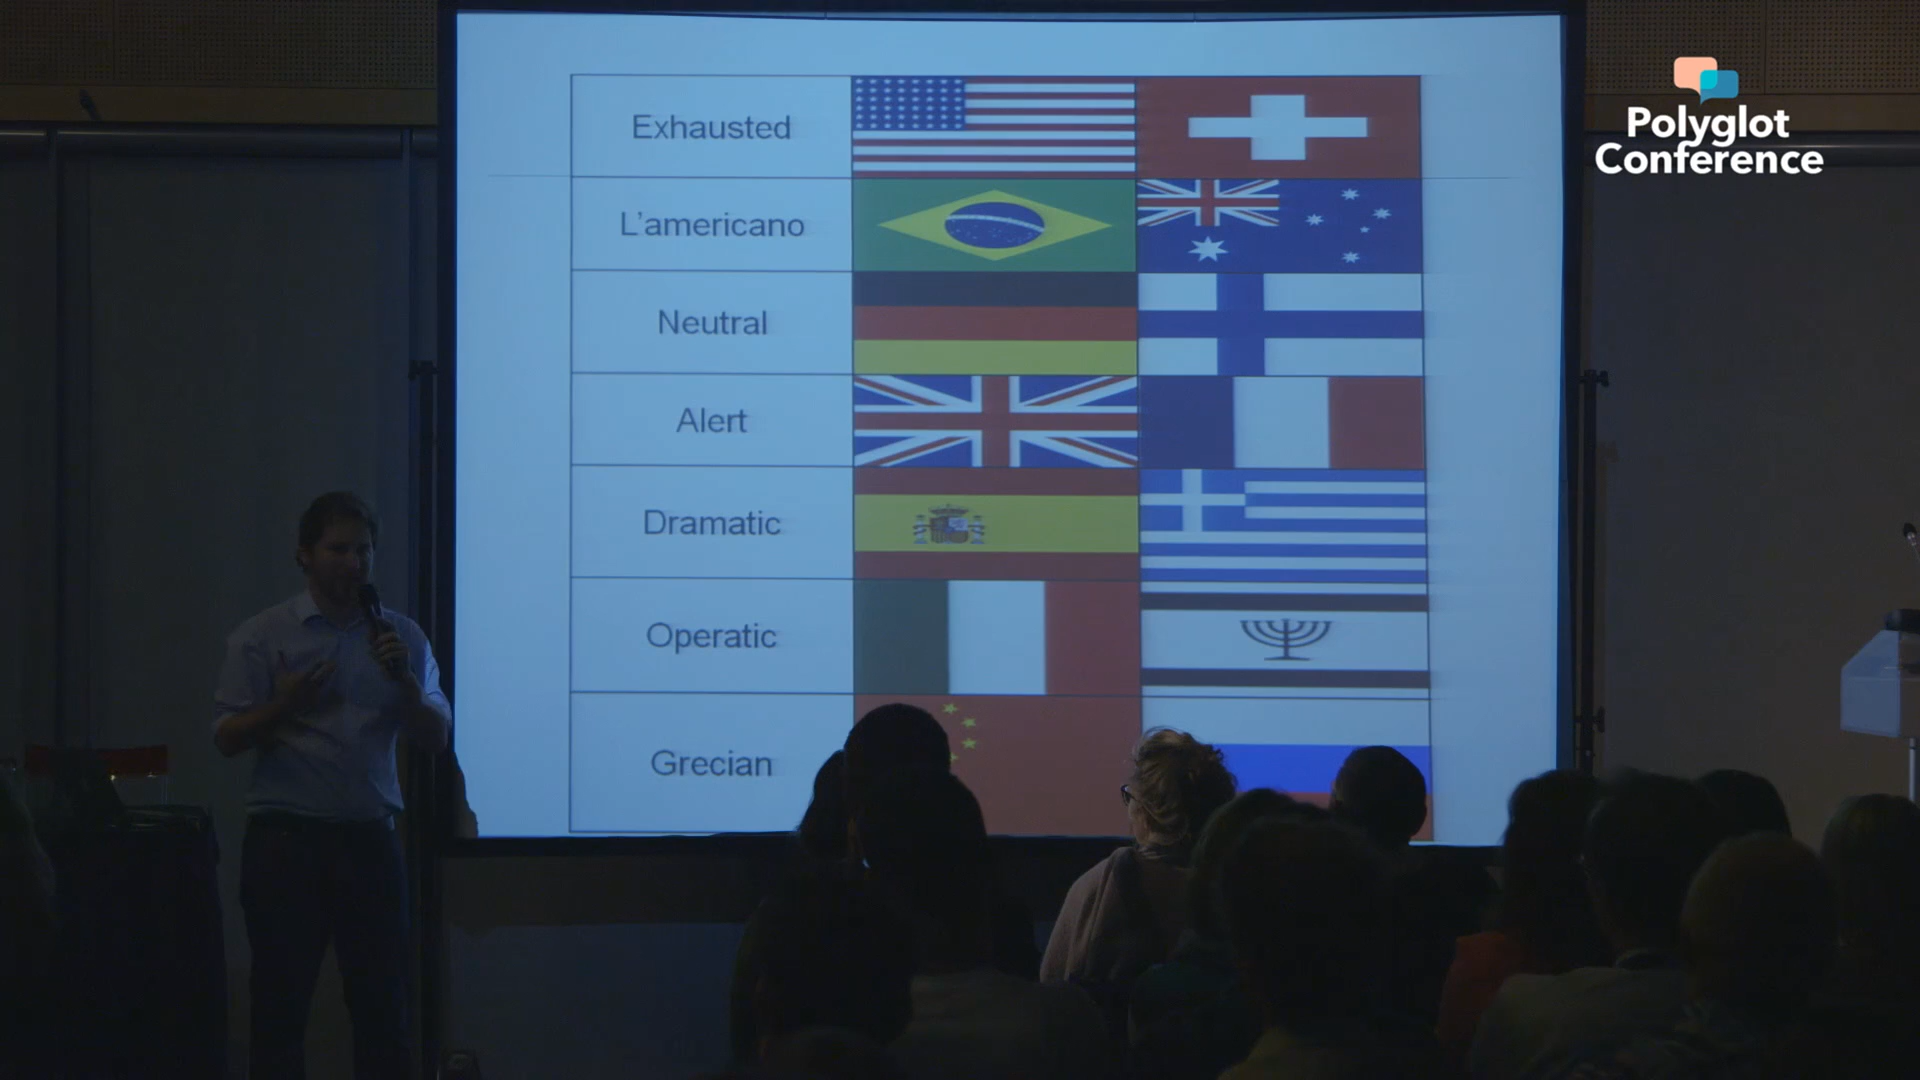 Polyglot
Conference
Exhausted
L’americano
Neutral
Alert
Dramatic
Operatic
Grecian